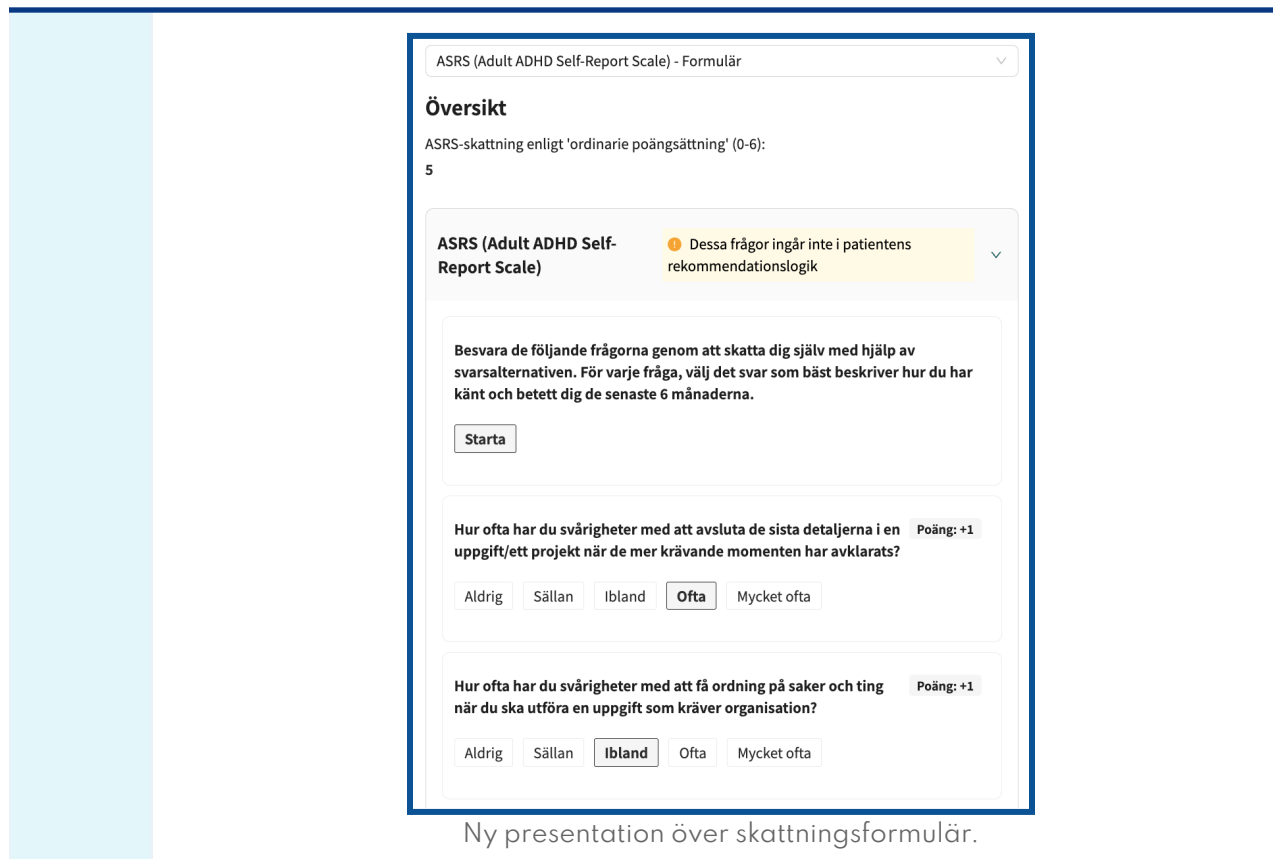 ASRS (Adult ADHD Self-Report Scale) - Formulär
Översikt
ASRS-skattning enligt 'ordinarie poängsättning' (0-6):
5
ASRS (Adult ADHD Self-
Report Scale)
Dessa frågor ingår inte i patientens
rekommendationslogik
Besvara de följande frågorna genom att skatta dig själv med hjälp av
svarsalternativen. För varje fråga, välj det svar som bäst beskriver hur du har
känt och betett dig de senaste 6 månaderna.
Starta
Hur ofta har du svårigheter med att avsluta de sista detaljerna i en
uppgift/ett projekt när de mer krävande momenten har avklarats?
Poäng: +1
Aldrig Sällan Ibland Ofta Mycket ofta
Hur ofta har du svårigheter med att få ordning på saker och ting
när du ska utföra en uppgift som kräver organisation?
Poäng: +1
Aldrig Sällan Ibland Ofta Mycket ofta
Ny presentation över skattningsformulär.